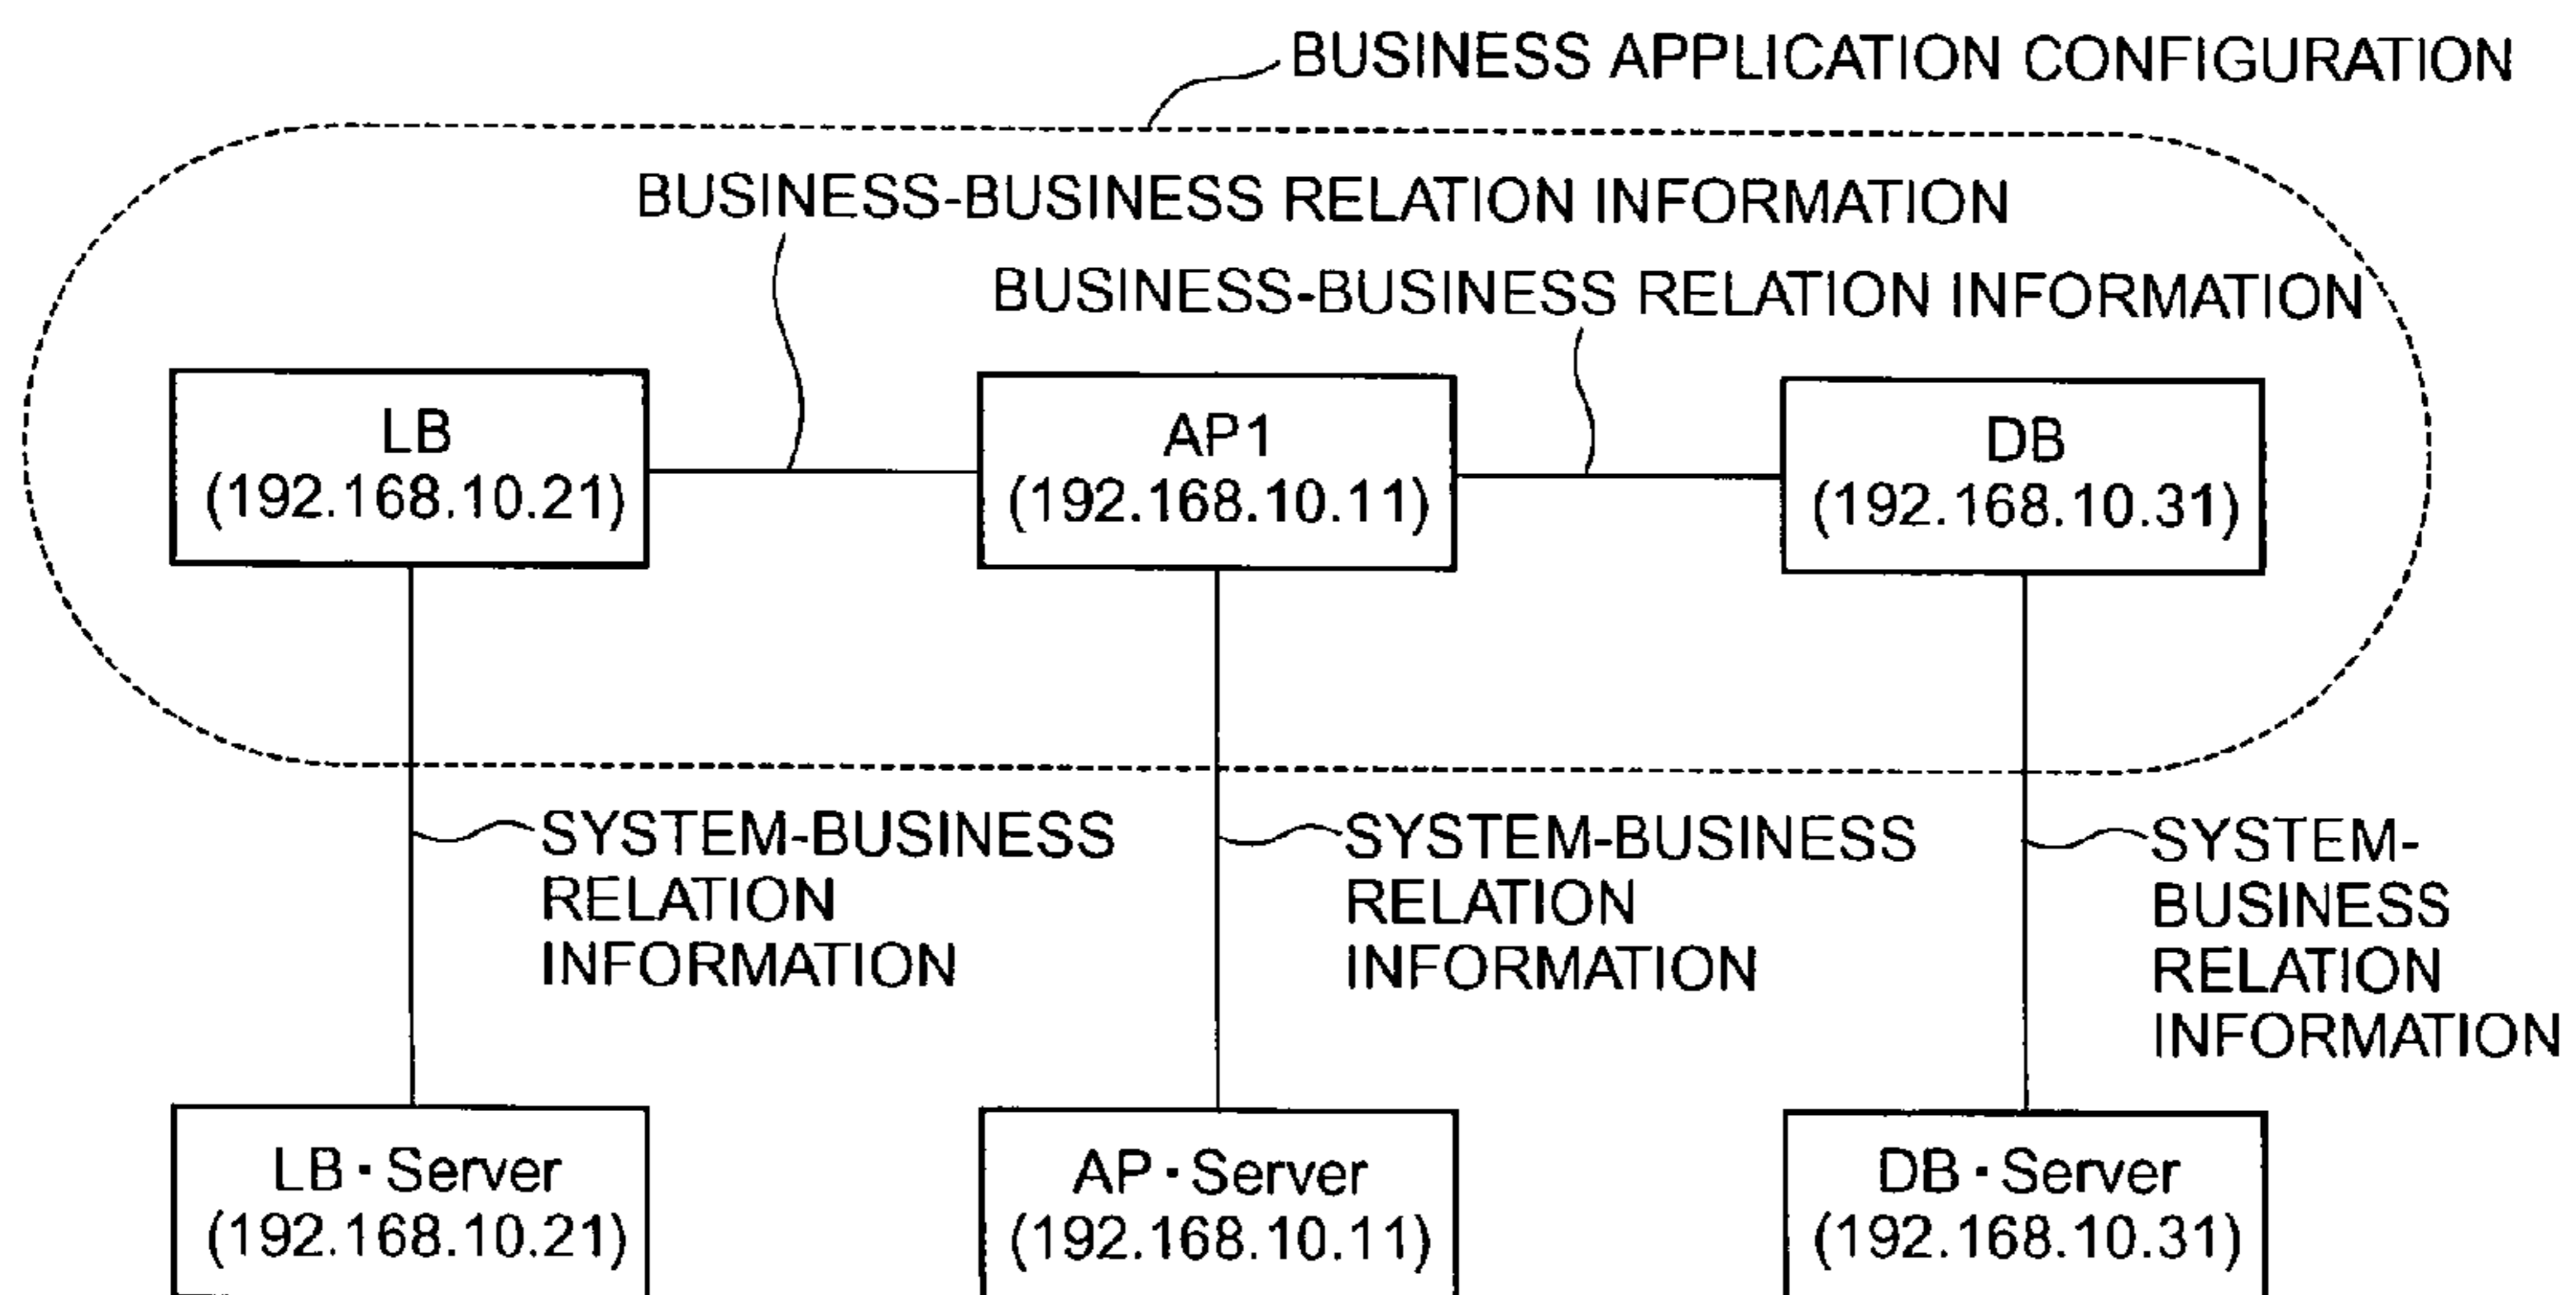 BUSINESS APPLICATION CONFIGURATION
BUSINESS-BUSINESS RELATION INFORMATION
BUSINESS-BUSINESS RELATION INFORMATION
LB
(192.168.10.21)
AP1
(192.168.10.11)
DB
(192.168.10.31)
SYSTEM-BUSINESS
RELATION
INFORMATION
SYSTEM-BUSINESS
RELATION
INFORMATION
SYSTEM-
BUSINESS
RELATION
INFORMATION
LB・Server
(192.168.10.21)
AP・Server
(192.168.10.11)
DB・Server
(192.168.10.31)